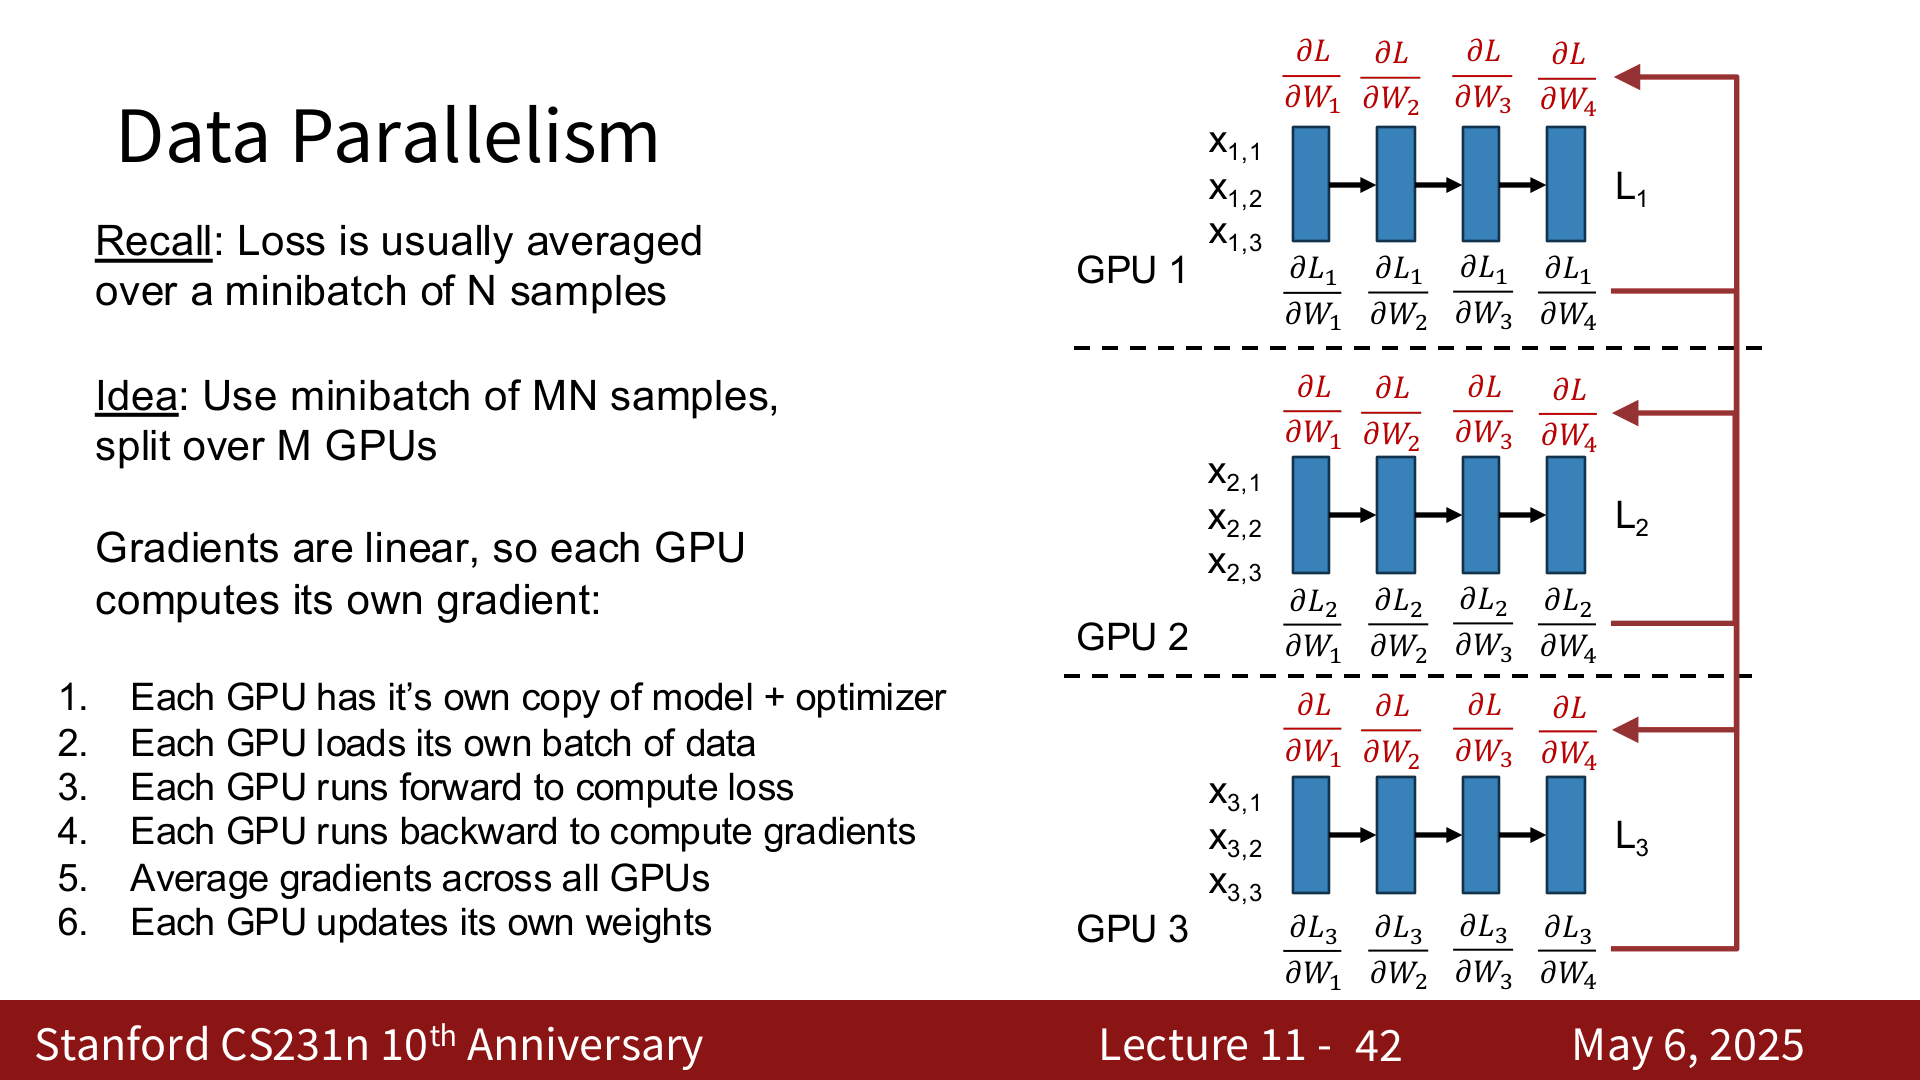 Data Parallelism
Recall: Loss is usually averaged
over a minibatch of N samples
Idea: Use minibatch of MN samples,
split over M GPUs
Gradients are linear, so each GPU
computes its own gradient:
1. Each GPU has it’s own copy of model + optimizer
2. Each GPU loads its own batch of data
3. Each GPU runs forward to compute loss
4. Each GPU runs backward to compute gradients
5. Average gradients across all GPUs
6. Each GPU updates its own weights
∂L/∂W₁ ∂L/∂W₂ ∂L/∂W₃ ∂L/∂W₄
x₁,₁
x₁,₂
x₁,₃
L₁
GPU 1
∂L₁/∂W₁ ∂L₁/∂W₂ ∂L₁/∂W₃ ∂L₁/∂W₄
∂L/∂W₁ ∂L/∂W₂ ∂L/∂W₃ ∂L/∂W₄
x₂,₁
x₂,₂
x₂,₃
L₂
GPU 2
∂L₂/∂W₁ ∂L₂/∂W₂ ∂L₂/∂W₃ ∂L₂/∂W₄
∂L/∂W₁ ∂L/∂W₂ ∂L/∂W₃ ∂L/∂W₄
x₃,₁
x₃,₂
x₃,₃
L₃
GPU 3
∂L₃/∂W₁ ∂L₃/∂W₂ ∂L₃/∂W₃ ∂L₃/∂W₄
Stanford CS231n 10th Anniversary Lecture 11 - 42 May 6, 2025